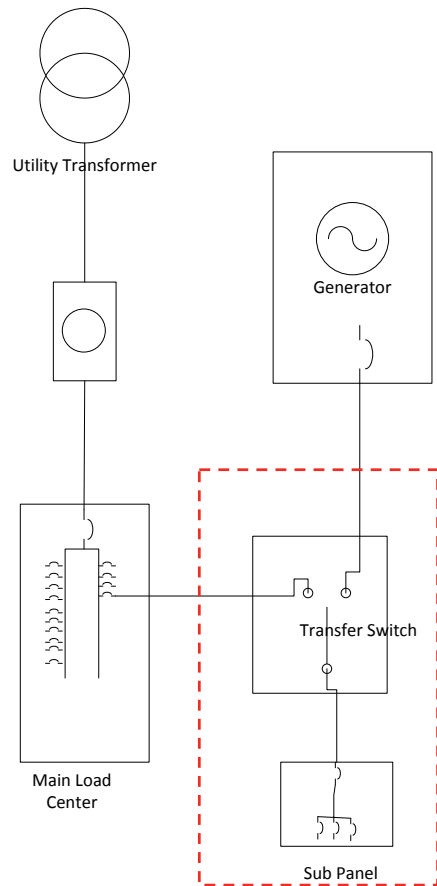 Utility Transformer
Generator
Transfer Switch
Main Load
Center
Sub Panel